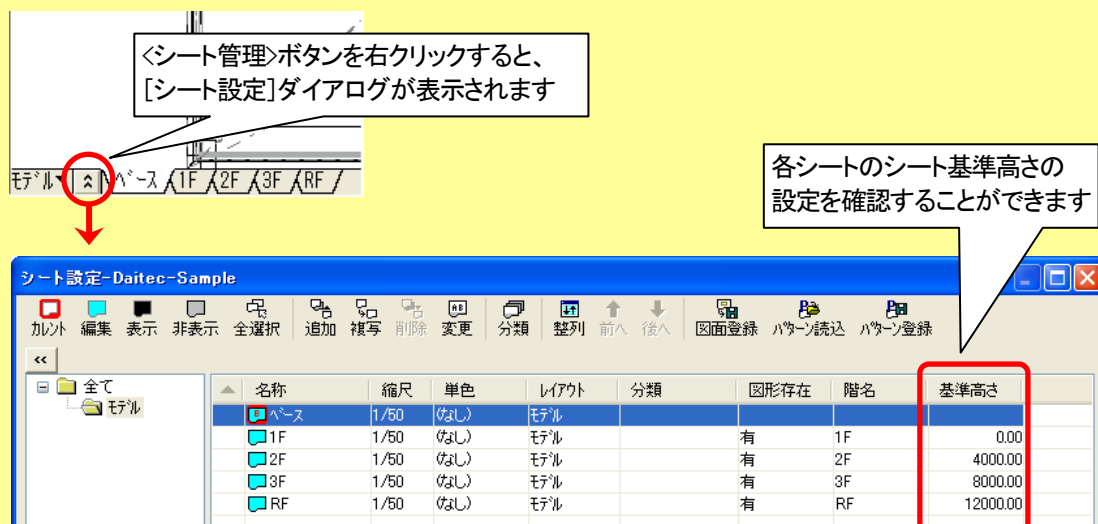 <シート管理>ボタンを右クリックすると、
[シート設定]ダイアログが表示されます
ﾓﾃﾞﾙ▼ ベース 1F 2F 3F RF
各シートのシート基準高さの
設定を確認することができます
シート設定-Daitec-Sample
ｶﾚﾝﾄ 編集 表示 非表示 全選択 追加 複写 削除 変更 分類 整列 前へ 後へ 図面登録 ﾊﾟﾀｰﾝ読込 ﾊﾟﾀｰﾝ登録
<<
全て
ﾓﾃﾞﾙ
名称 縮尺 単色 ﾚｲｱｳﾄ 分類 図形存在 階名 基準高さ
B ﾍﾞｰｽ 1/50 (なし) ﾓﾃﾞﾙ
1F 1/50 (なし) ﾓﾃﾞﾙ 有 1F 0.00
2F 1/50 (なし) ﾓﾃﾞﾙ 有 2F 4000.00
3F 1/50 (なし) ﾓﾃﾞﾙ 有 3F 8000.00
RF 1/50 (なし) ﾓﾃﾞﾙ 有 RF 12000.00